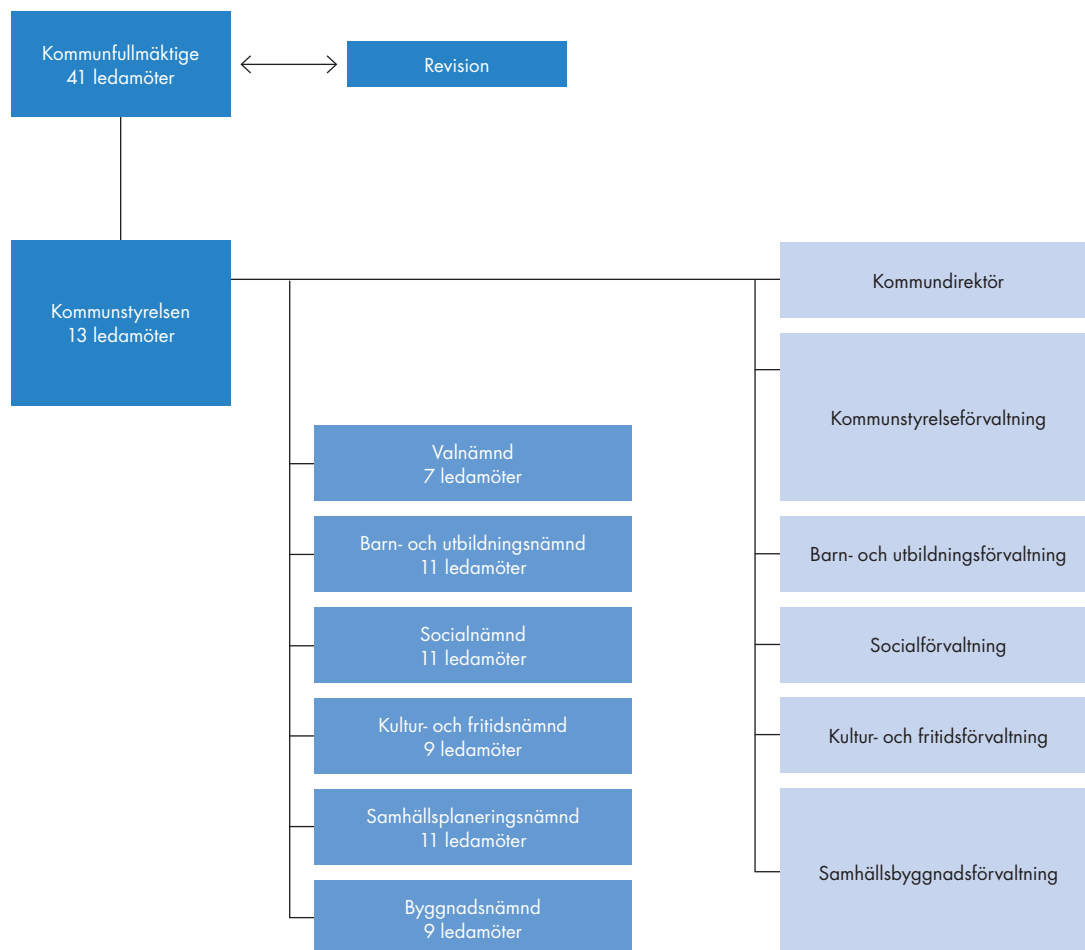 Kommunfullmäktige
41 ledamöter
Revision
Kommunstyrelsen
13 ledamöter
Kommundirektör
Kommunstyrelseförvaltning
Valnämnd
7 ledamöter
Barn- och utbildningsnämnd
11 ledamöter
Barn- och utbildningsförvaltning
Socialnämnd
11 ledamöter
Socialförvaltning
Kultur- och fritidsnämnd
9 ledamöter
Kultur- och fritidsförvaltning
Samhällsplaneringsnämnd
11 ledamöter
Samhällsbyggnadsförvaltning
Byggnadsnämnd
9 ledamöter